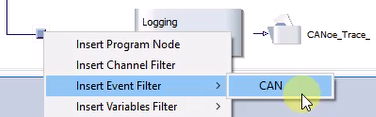 Logging
CANoe_Trace_
Insert Program Node
Insert Channel Filter
Insert Event Filter
CAN
Insert Variables Filter